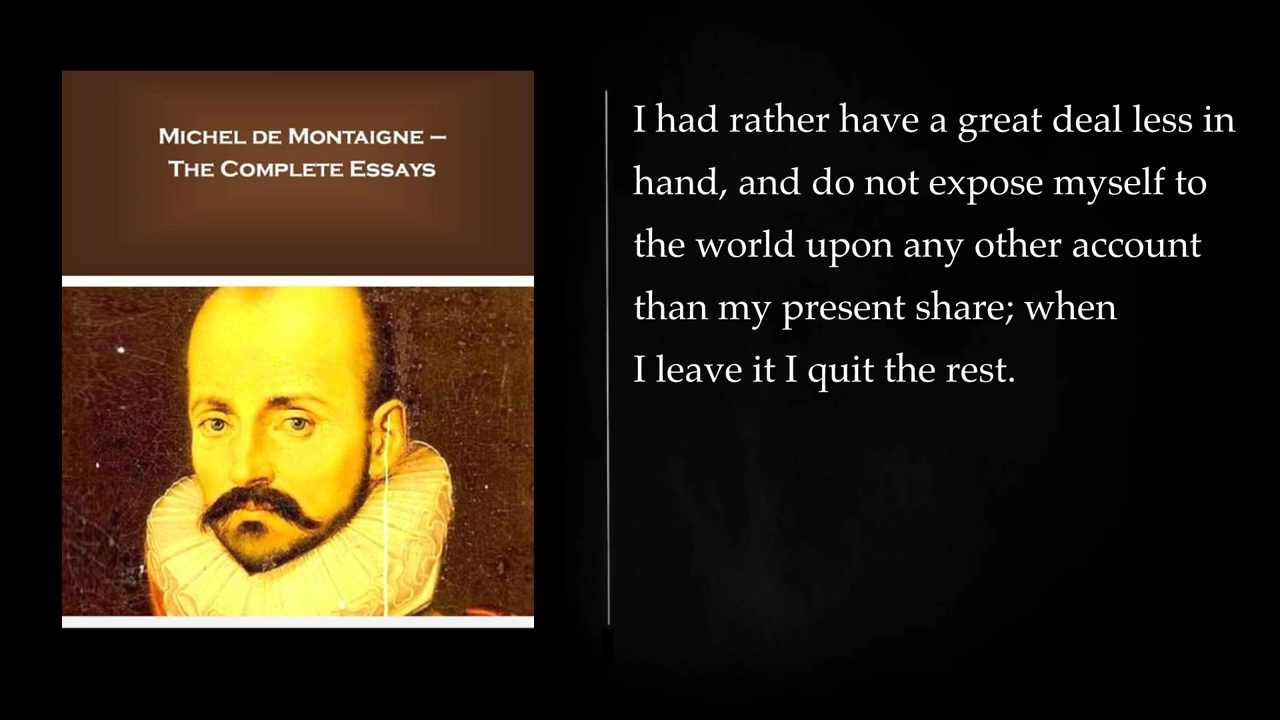 MICHEL DE MONTAIGNE –
THE COMPLETE ESSAYS
I had rather have a great deal less in
hand, and do not expose myself to
the world upon any other account
than my present share; when
I leave it I quit the rest.